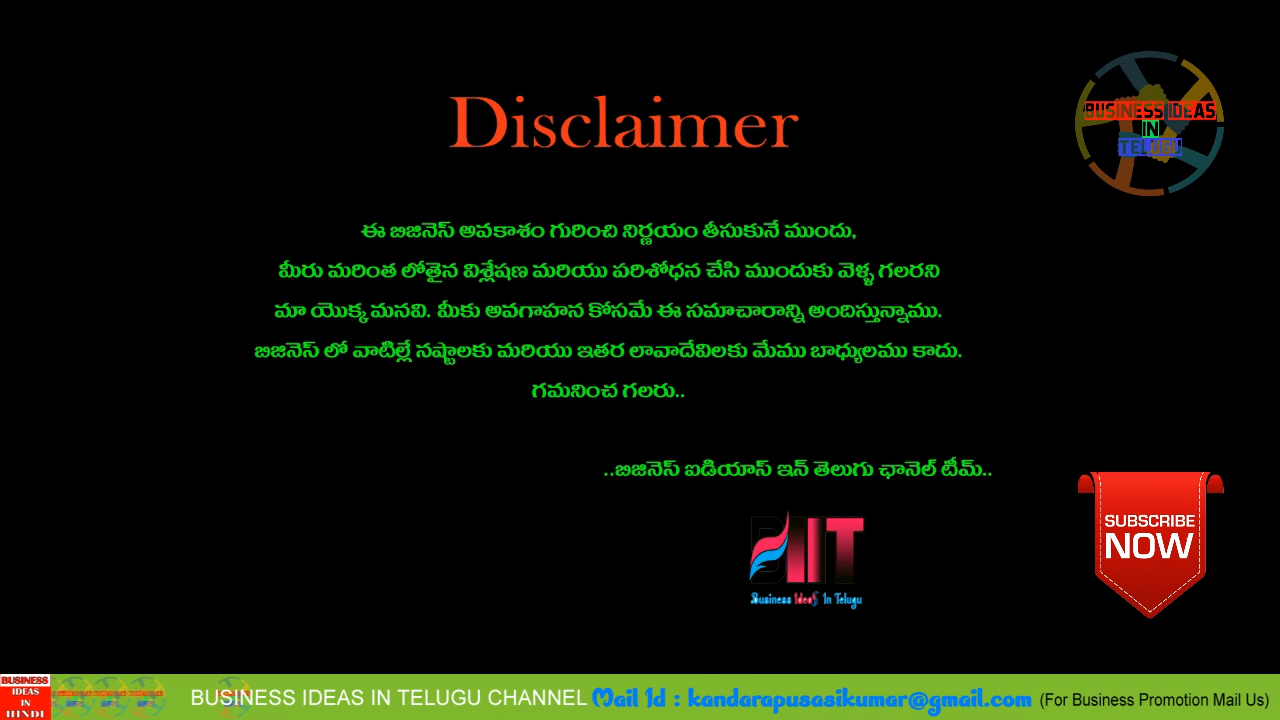 Disclaimer
BUSINESS IDEAS
IN
TELUGU
ఈ బిజినెస్ అవకాశం గురించి నిర్ణయం తీసుకునే ముందు,
మీరు మరింత లోతైన విశ్లేషణ మరియు పరిశోధన చేసి ముందుకు వెళ్ళ గలరని
మా యొక్క మనవి. మీకు అవగాహన కోసమే ఈ సమాచారాన్ని అందిస్తున్నాము.
బిజినెస్ లో వాటిల్లే నష్టాలకు మరియు ఇతర లావాదేవిలకు మేము బాధ్యులము కాదు.
గమనించ గలరు..
..బిజినెస్ ఐడియాస్ ఇన్ తెలుగు ఛానెల్ టీమ్..
SUBSCRIBE
NOW
BIIT
Business IdeaS In Telugu
BUSINESS
IDEAS
IN
HINDI
BUSINESS IDEAS IN TELUGU CHANNEL Mail Id : kandarapusasikumar@gmail.com (For Business Promotion Mail Us)